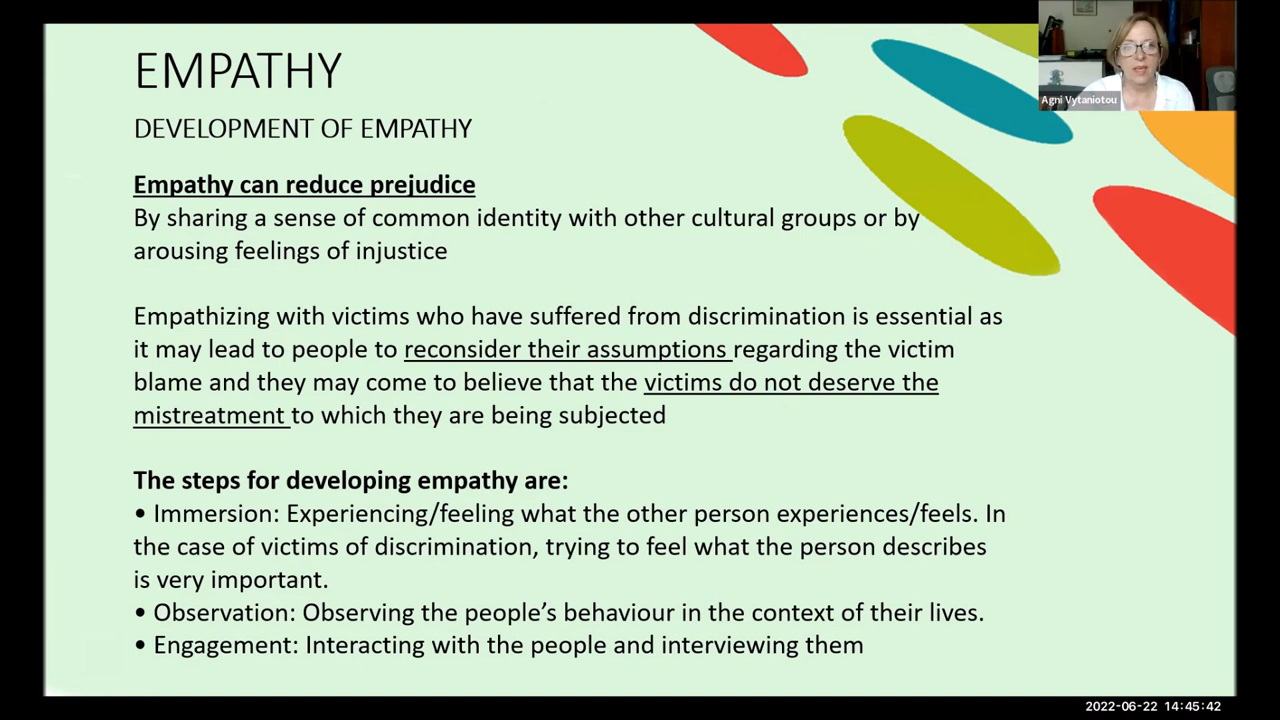 EMPATHY
DEVELOPMENT OF EMPATHY
Empathy can reduce prejudice
By sharing a sense of common identity with other cultural groups or by
arousing feelings of injustice
Empathizing with victims who have suffered from discrimination is essential as
it may lead to people to reconsider their assumptions regarding the victim
blame and they may come to believe that the victims do not deserve the
mistreatment to which they are being subjected
The steps for developing empathy are:
• Immersion: Experiencing/feeling what the other person experiences/feels. In
the case of victims of discrimination, trying to feel what the person describes
is very important.
• Observation: Observing the people’s behaviour in the context of their lives.
• Engagement: Interacting with the people and interviewing them
Agni Vytaniotou
2022-06-22 14:45:42